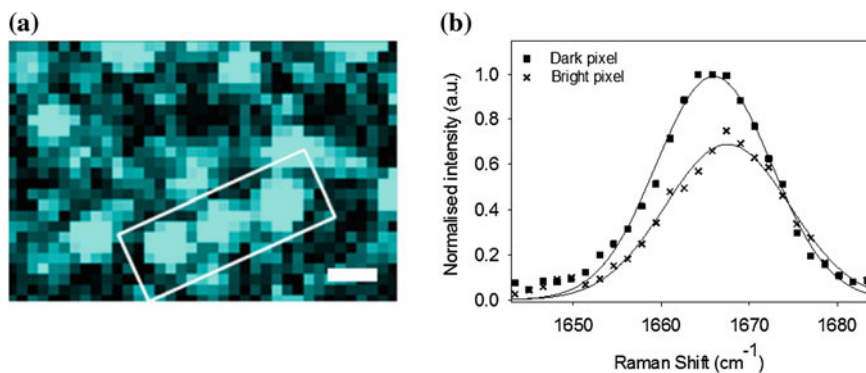 (a)
(b)
Dark pixel
Bright pixel
1.0
0.8
0.6
0.4
0.2
0.0
Normalised intensity (a.u.)
1650
1660
1670
1680
Raman Shift (cm⁻¹)